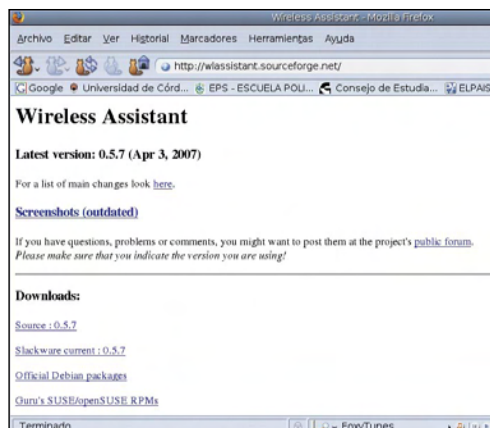 Wireless Assistant - Mozilla Firefox
Archivo Editar Ver Historial Marcadores Herramientas Ayuda
http://wlassistant.sourceforge.net/
Google Universidad de Córd... EPS - ESCUELA POLI... Consejo de Estudia... ELPAIS
Wireless Assistant
Latest version: 0.5.7 (Apr 3, 2007)
For a list of main changes look here.
Screenshots (outdated)
If you have questions, problems or comments, you might want to post them at the project's public forum.
Please make sure that you indicate the version you are using!
Downloads:
Source : 0.5.7
Slackware current : 0.5.7
Official Debian packages
Guru's SUSE/openSUSE RPMs
Terminado FoxyTunes